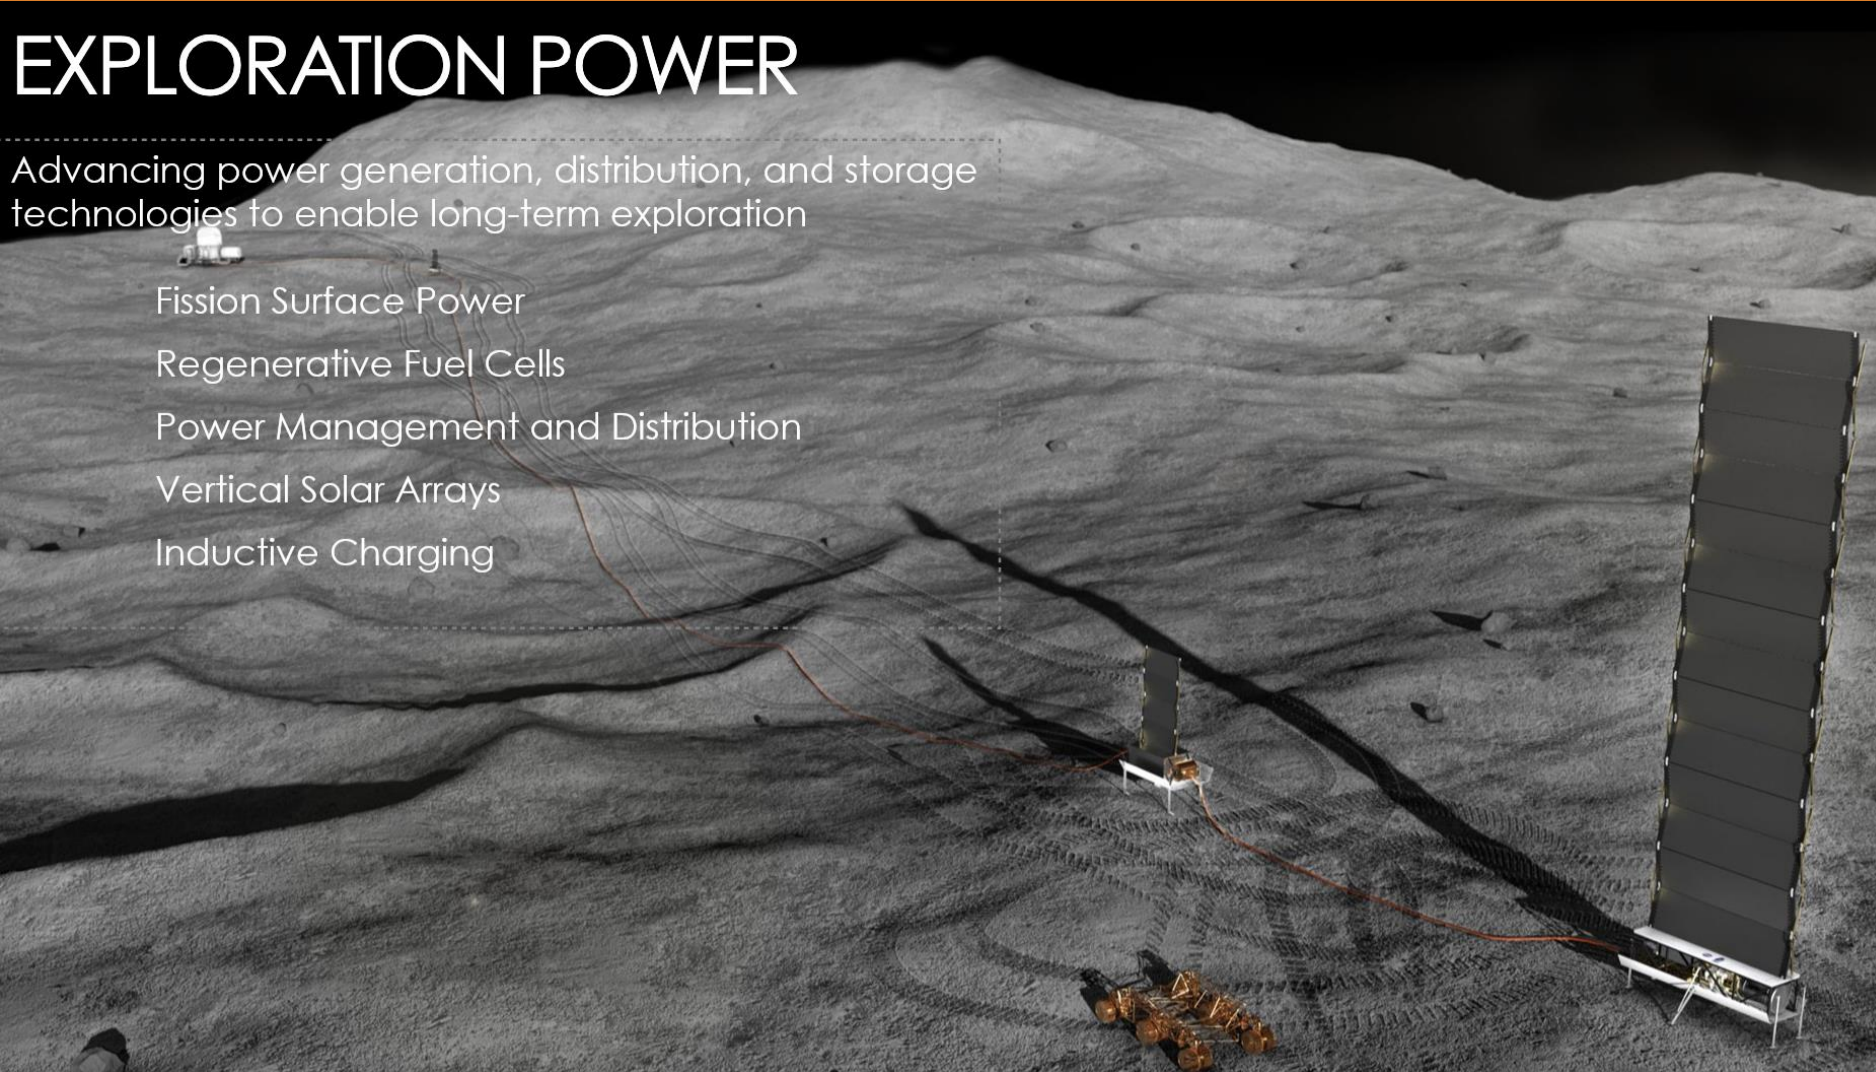 EXPLORATION POWER
Advancing power generation, distribution, and storage
technologies to enable long-term exploration
Fission Surface Power
Regenerative Fuel Cells
Power Management and Distribution
Vertical Solar Arrays
Inductive Charging